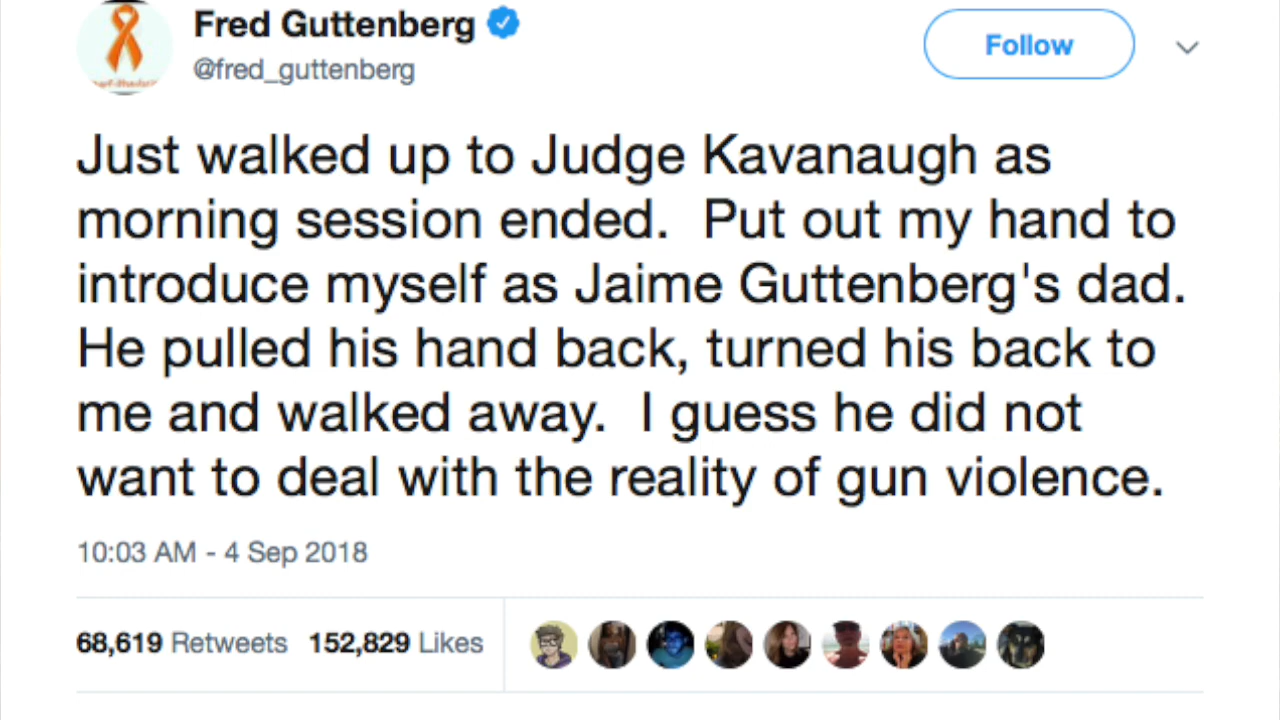 Fred Guttenberg
@fred_guttenberg
Follow
Just walked up to Judge Kavanaugh as
morning session ended.  Put out my hand to
introduce myself as Jaime Guttenberg's dad.
He pulled his hand back, turned his back to
me and walked away.  I guess he did not
want to deal with the reality of gun violence.
10:03 AM - 4 Sep 2018
68,619 Retweets 152,829 Likes